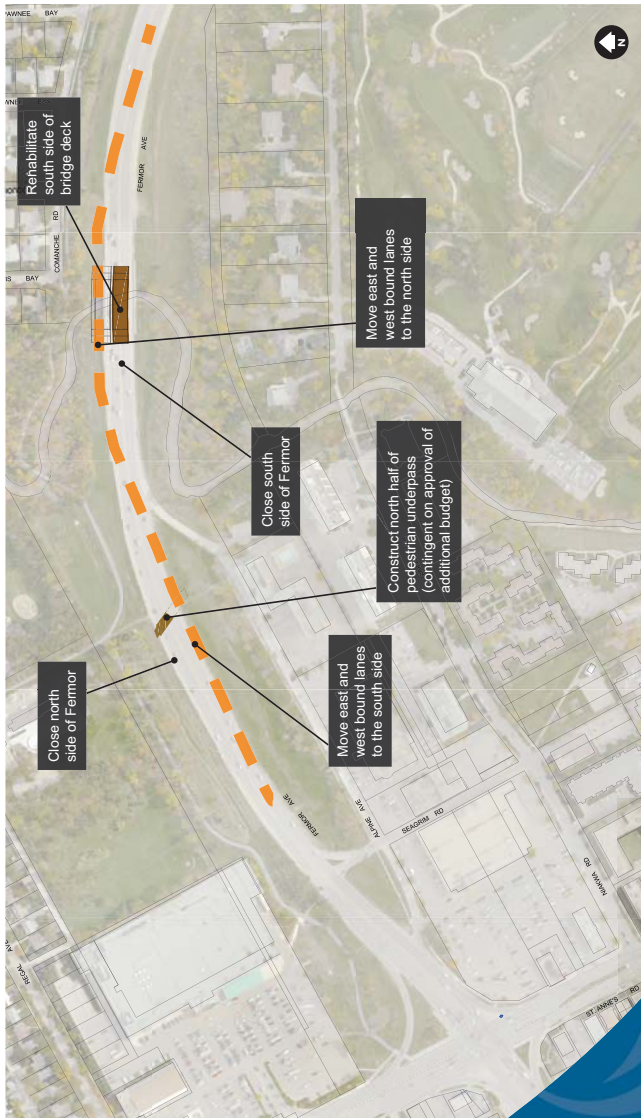 REGAL AVE
Close north
side of Fermor
IS BAY
COMANCHE RD
PAWNEE BAY
Rehabilitate
south side of
bridge deck
FERMOR AVE
FERMOR AVE
Close south
side of Fermor
Move east and
west bound lanes
to the south side
Construct north half of
pedestrian underpass
(contingent on approval of
additional budget)
Move east and
west bound lanes
to the north side
ALPINE AVE
SEAGRIM RD
NIAKWA RD
ST. ANNE'S RD
N